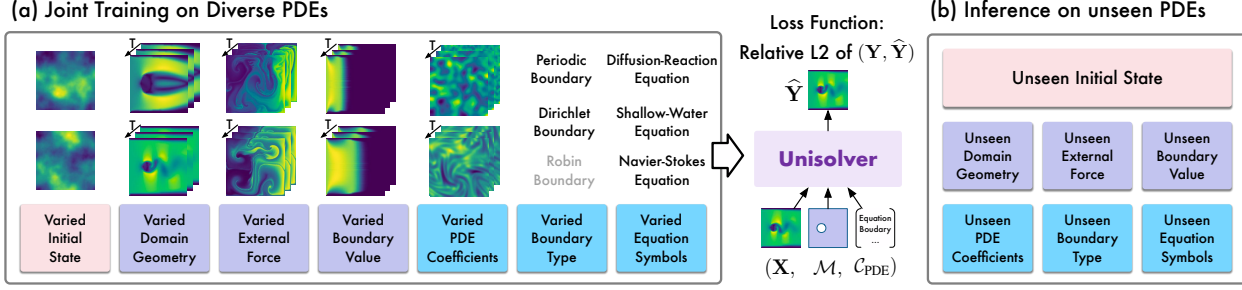 (a) Joint Training on Diverse PDEs
T
T
T
T
T
T
T
T
Periodic
Boundary
Dirichlet
Boundary
Robin
Boundary
Diffusion-Reaction
Equation
Shallow-Water
Equation
Navier-Stokes
Equation
Varied
Initial
State
Varied
Domain
Geometry
Varied
External
Force
Varied
Boundary
Value
Varied
PDE
Coefficients
Varied
Boundary
Type
Varied
Equation
Symbols
Loss Function:
Relative L2 of (Y, Ŷ)
Ŷ
Unisolver
Equation
Boudary
...
(X, ℳ, 𝒞PDE)
(b) Inference on unseen PDEs
Unseen Initial State
Unseen
Domain
Geometry
Unseen
External
Force
Unseen
Boundary
Value
Unseen
PDE
Coefficients
Unseen
Boundary
Type
Unseen
Equation
Symbols